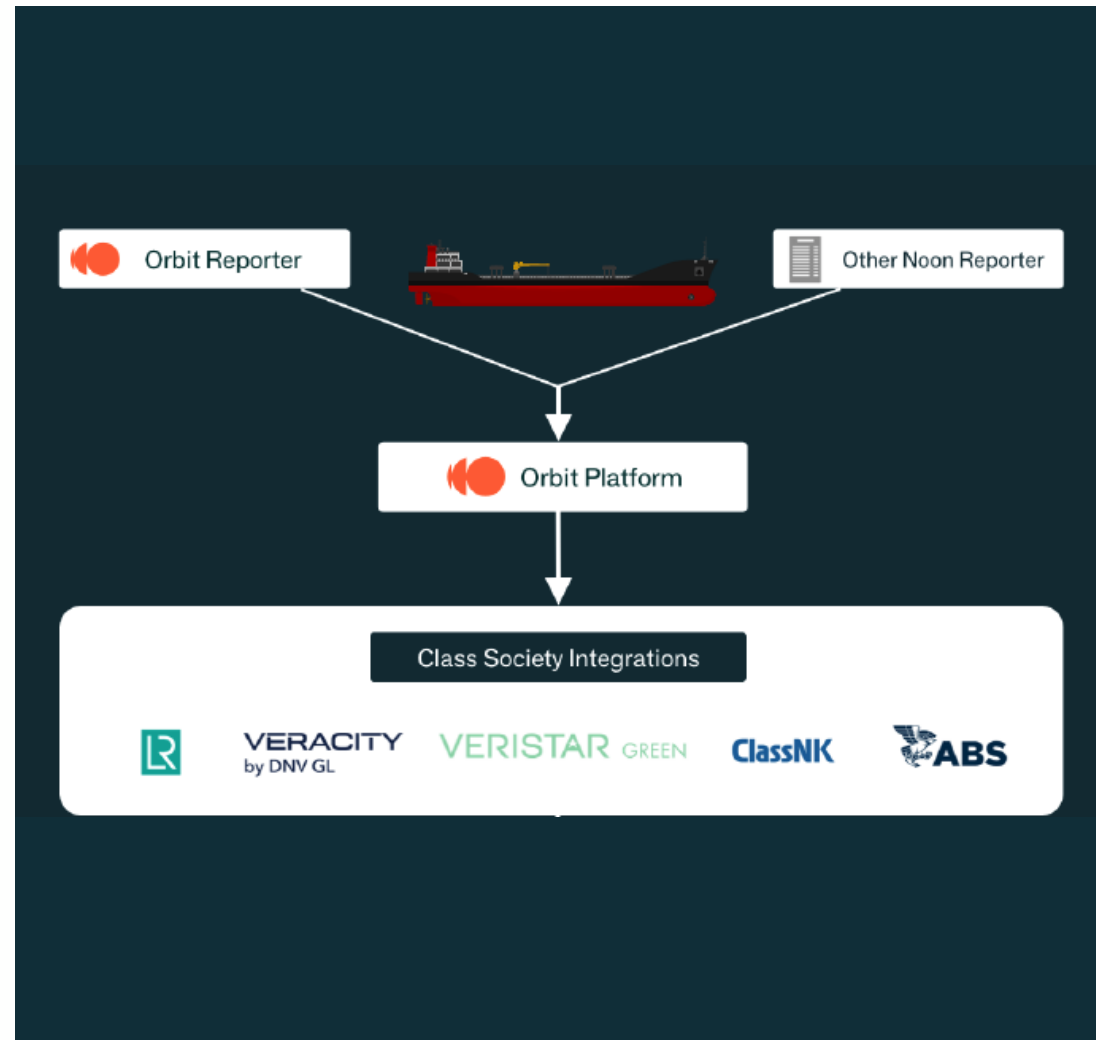 Orbit Reporter
Other Noon Reporter
Orbit Platform
Class Society Integrations
LR
VERACITY
by DNV GL
VERISTAR GREEN
ClassNK
ABS